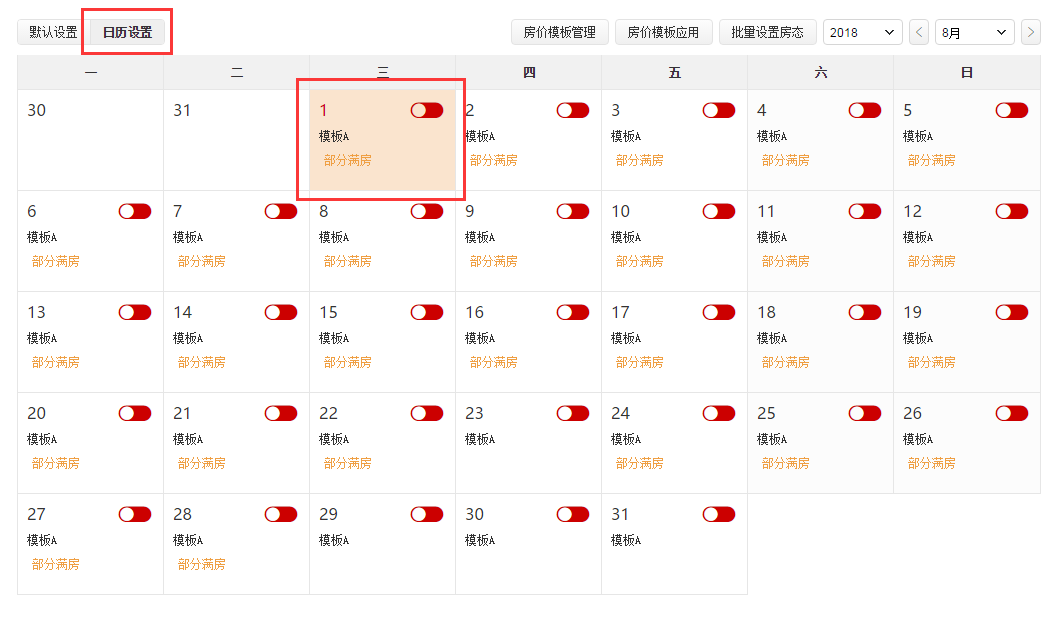 默认设置 日历设置 房价模板管理 房价模板应用 批量设置房态 2018 8月
一 二 三 四 五 六 日
30 31 1 2 3 4 5
模板A 模板A 模板A 模板A 模板A
部分满房 部分满房 部分满房 部分满房 部分满房
6 7 8 9 10 11 12
模板A 模板A 模板A 模板A 模板A 模板A 模板A
部分满房 部分满房 部分满房 部分满房 部分满房 部分满房 部分满房
13 14 15 16 17 18 19
模板A 模板A 模板A 模板A 模板A 模板A 模板A
部分满房 部分满房 部分满房 部分满房 部分满房 部分满房 部分满房
20 21 22 23 24 25 26
模板A 模板A 模板A 模板A 模板A 模板A 模板A
部分满房 部分满房 部分满房 部分满房 部分满房 部分满房
27 28 29 30 31
模板A 模板A 模板A 模板A 模板A
部分满房 部分满房